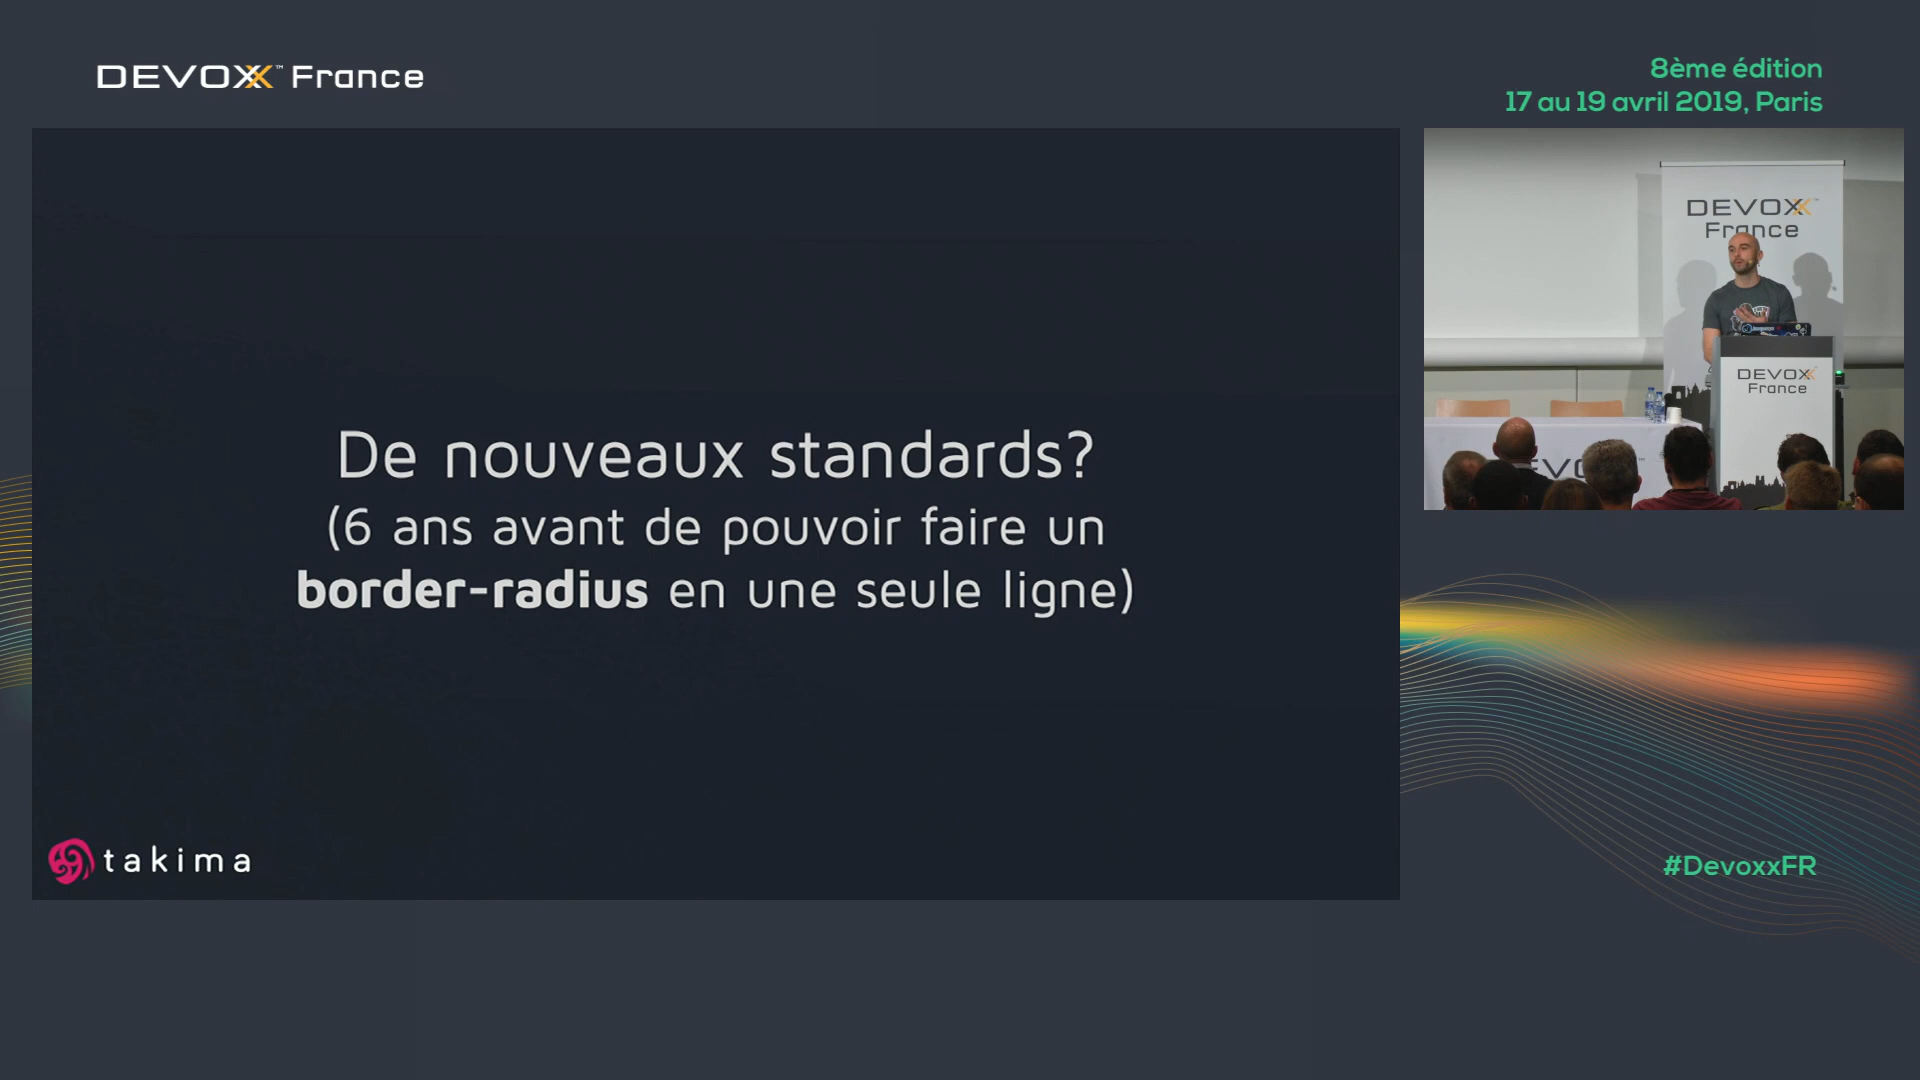 DEVOXX™ France
8ème édition
17 au 19 avril 2019, Paris
De nouveaux standards?
(6 ans avant de pouvoir faire un
border-radius en une seule ligne)
takima
DEVOXX
France
DEVOXX
France
#DevoxxFR